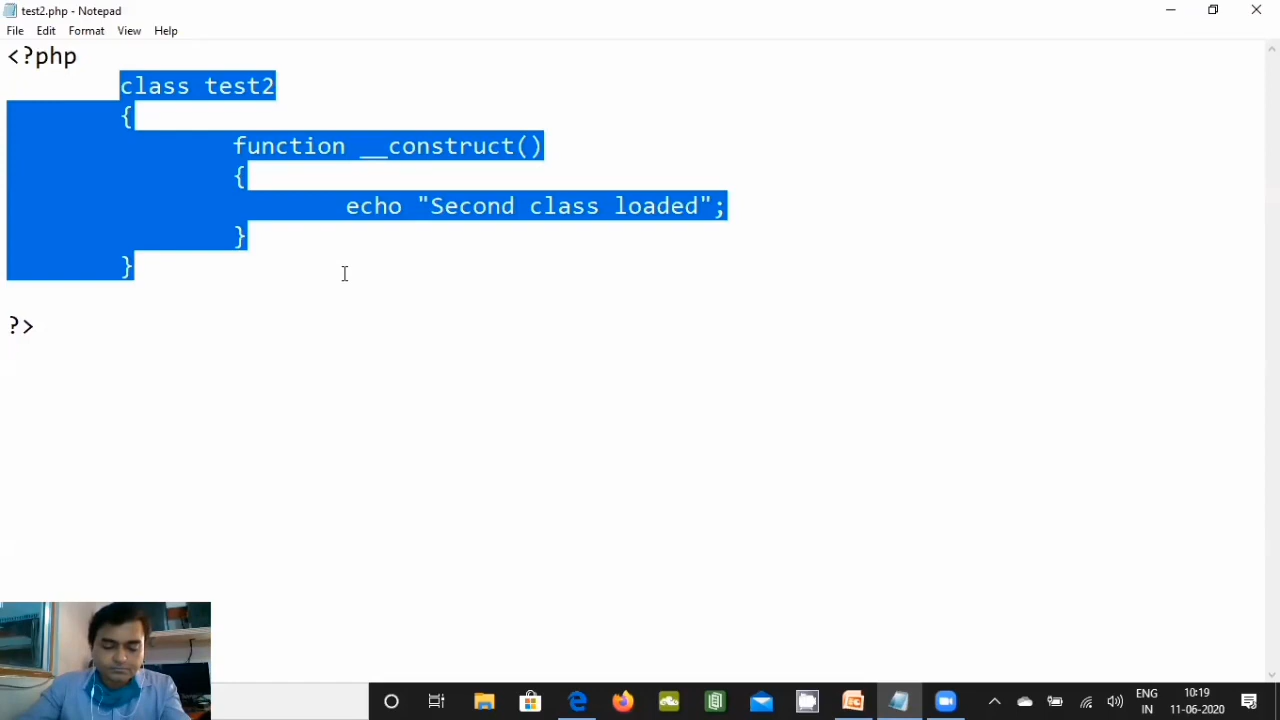 test2.php - Notepad
File Edit Format View Help
<?php
class test2
{
function __construct()
{
echo "Second class loaded";
}
}
?>
ENG
IN
10:19
11-06-2020